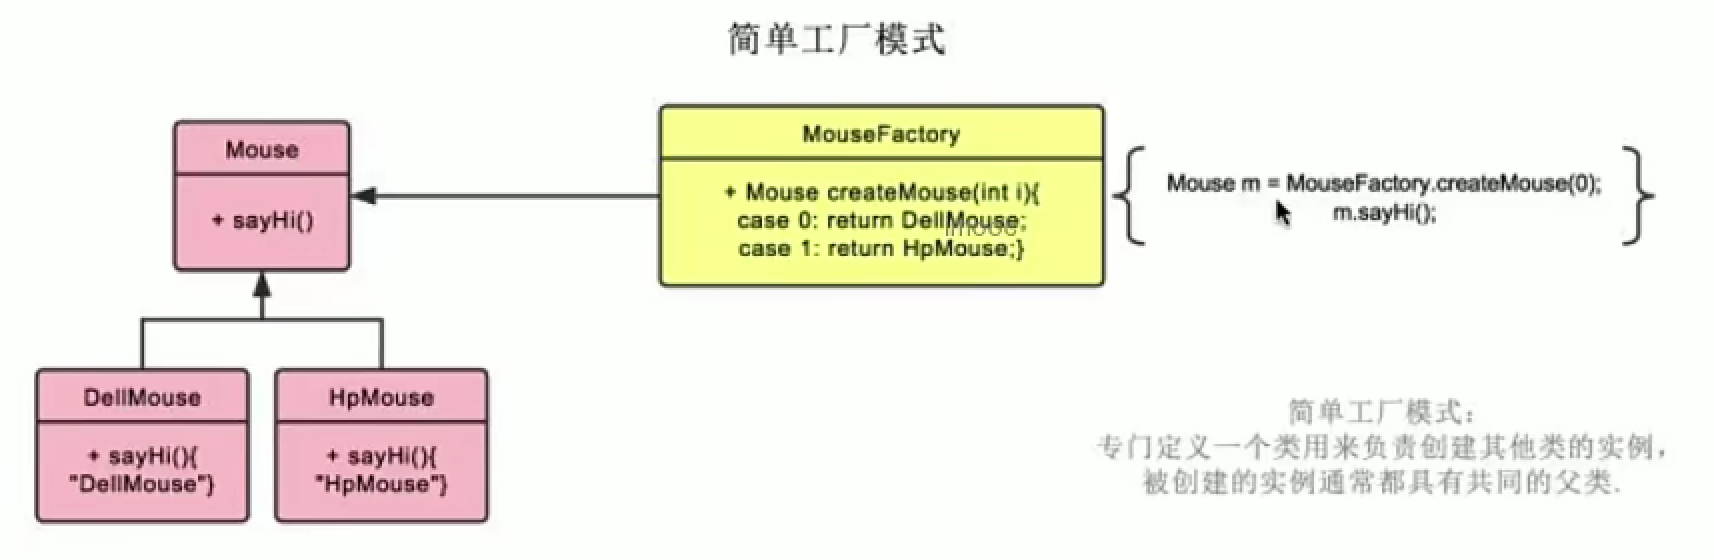 简单工厂模式
Mouse
+ sayHi()
MouseFactory
+ Mouse createMouse(int i){
case 0: return DellMouse;
case 1: return HpMouse;}
imooc
Mouse m = MouseFactory.createMouse(0);
m.sayHi();
DellMouse
+ sayHi(){
"DellMouse"}
HpMouse
+ sayHi(){
"HpMouse"}
简单工厂模式：
专门定义一个类用来负责创建其他类的实例，
被创建的实例通常都具有共同的父类.